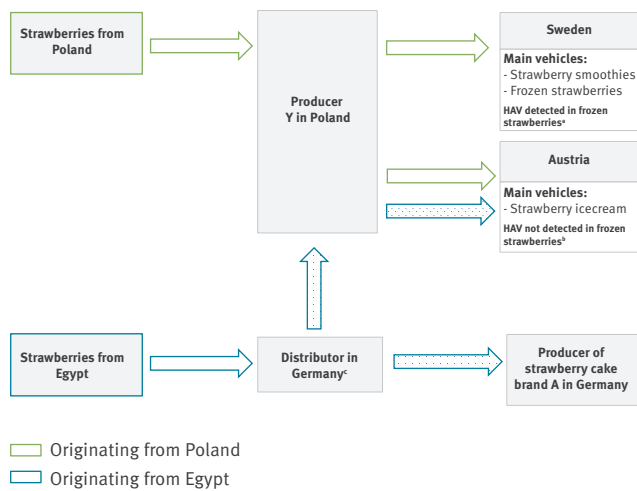 Strawberries from
Poland
Producer
Y in Poland
Sweden
Main vehicles:
- Strawberry smoothies
- Frozen strawberries
HAV detected in frozen
strawberriesᵃ
Austria
Main vehicles:
- Strawberry icecream
HAV not detected in frozen
strawberriesᵇ
Strawberries from
Egypt
Distributor in
Germanyᶜ
Producer of
strawberry cake
brand A in Germany
Originating from Poland
Originating from Egypt